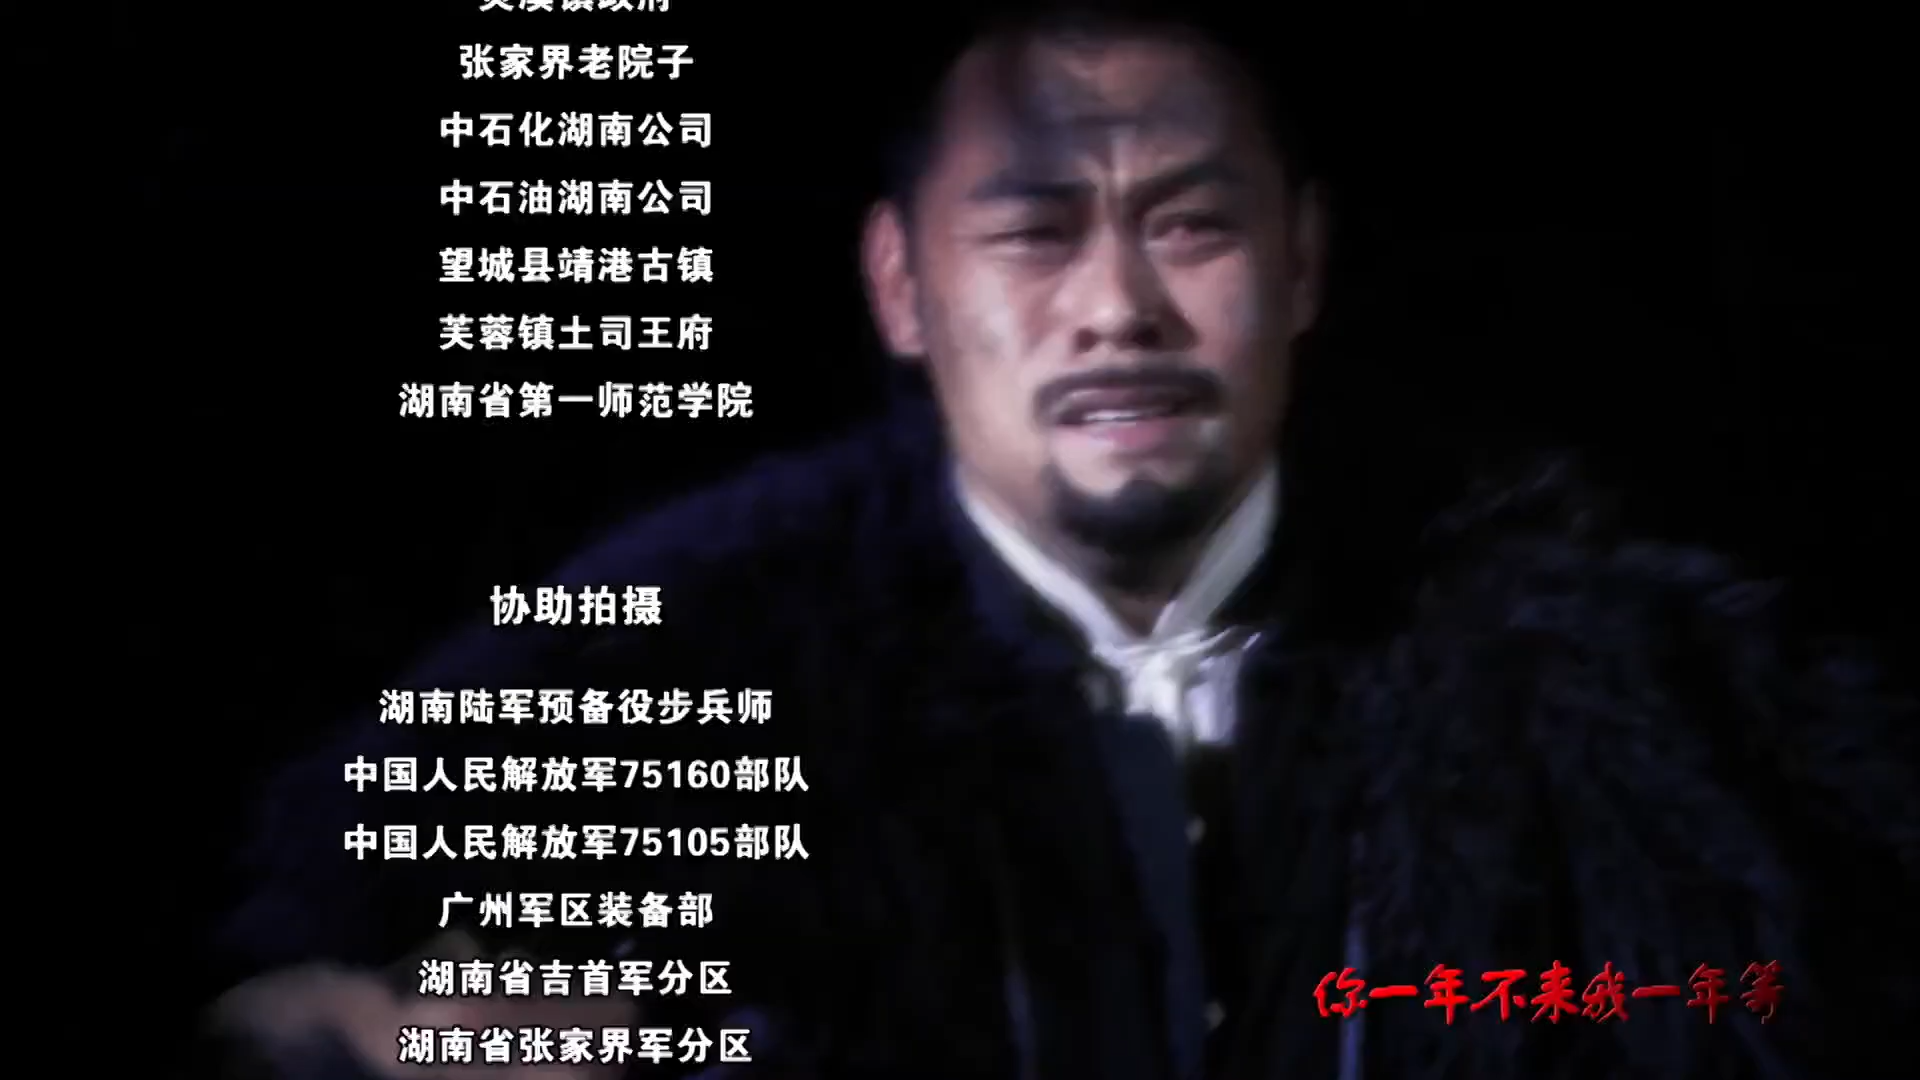 灵溪镇政府
张家界老院子
中石化湖南公司
中石油湖南公司
望城县靖港古镇
芙蓉镇土司王府
湖南省第一师范学院
协助拍摄
湖南陆军预备役步兵师
中国人民解放军75160部队
中国人民解放军75105部队
广州军区装备部
湖南省吉首军分区
湖南省张家界军分区
你一年不来我一年等